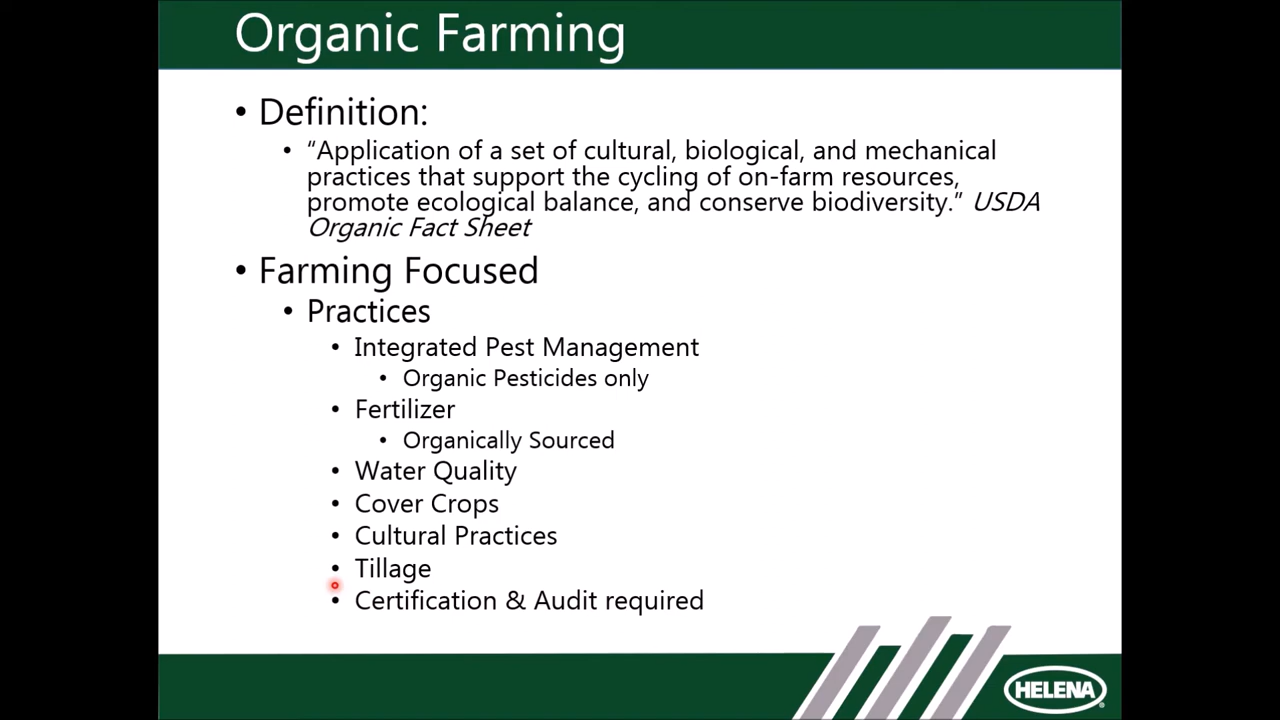 Organic Farming
• Definition:
• “Application of a set of cultural, biological, and mechanical
practices that support the cycling of on-farm resources,
promote ecological balance, and conserve biodiversity.” USDA
Organic Fact Sheet
• Farming Focused
• Practices
• Integrated Pest Management
• Organic Pesticides only
• Fertilizer
• Organically Sourced
• Water Quality
• Cover Crops
• Cultural Practices
• Tillage
• Certification & Audit required
HELENA®